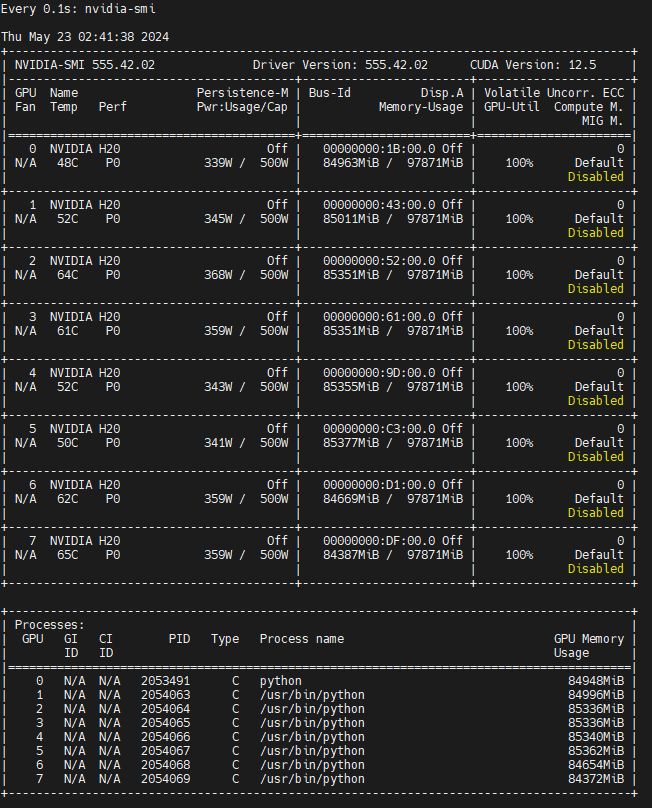 Every 0.1s: nvidia-smi
Thu May 23 02:41:38 2024
+-----------------------------------------------------------------------------------------+
| NVIDIA-SMI 555.42.02              Driver Version: 555.42.02      CUDA Version: 12.5     |
|-----------------------------------------+------------------------+----------------------+
| GPU  Name                 Persistence-M | Bus-Id          Disp.A | Volatile Uncorr. ECC |
| Fan  Temp   Perf          Pwr:Usage/Cap |           Memory-Usage | GPU-Util  Compute M. |
|                                         |                        |               MIG M. |
|=========================================+========================+======================|
|   0  NVIDIA H20                     Off |   00000000:1B:00.0 Off |                    0 |
| N/A   48C    P0             339W /  500W |   84963MiB /  97871MiB |    100%      Default |
|                                         |                        |             Disabled |
+-----------------------------------------+------------------------+----------------------+
|   1  NVIDIA H20                     Off |   00000000:43:00.0 Off |                    0 |
| N/A   52C    P0             345W /  500W |   85011MiB /  97871MiB |    100%      Default |
|                                         |                        |             Disabled |
+-----------------------------------------+------------------------+----------------------+
|   2  NVIDIA H20                     Off |   00000000:52:00.0 Off |                    0 |
| N/A   64C    P0             368W /  500W |   85351MiB /  97871MiB |    100%      Default |
|                                         |                        |             Disabled |
+-----------------------------------------+------------------------+----------------------+
|   3  NVIDIA H20                     Off |   00000000:61:00.0 Off |                    0 |
| N/A   61C    P0             359W /  500W |   85351MiB /  97871MiB |    100%      Default |
|                                         |                        |             Disabled |
+-----------------------------------------+------------------------+----------------------+
|   4  NVIDIA H20                     Off |   00000000:9D:00.0 Off |                    0 |
| N/A   52C    P0             343W /  500W |   85355MiB /  97871MiB |    100%      Default |
|                                         |                        |             Disabled |
+-----------------------------------------+------------------------+----------------------+
|   5  NVIDIA H20                     Off |   00000000:C3:00.0 Off |                    0 |
| N/A   50C    P0             341W /  500W |   85377MiB /  97871MiB |    100%      Default |
|                                         |                        |             Disabled |
+-----------------------------------------+------------------------+----------------------+
|   6  NVIDIA H20                     Off |   00000000:D1:00.0 Off |                    0 |
| N/A   62C    P0             359W /  500W |   84669MiB /  97871MiB |    100%      Default |
|                                         |                        |             Disabled |
+-----------------------------------------+------------------------+----------------------+
|   7  NVIDIA H20                     Off |   00000000:DF:00.0 Off |                    0 |
| N/A   65C    P0             359W /  500W |   84387MiB /  97871MiB |    100%      Default |
|                                         |                        |             Disabled |
+-----------------------------------------+------------------------+----------------------+
+-----------------------------------------------------------------------------------------+
| Processes:                                                                              |
|  GPU   GI   CI        PID   Type   Process name                              GPU Memory |
|        ID   ID                                                               Usage      |
|=========================================================================================|
|    0   N/A  N/A   2053491      C   python                                      84948MiB |
|    1   N/A  N/A   2054063      C   /usr/bin/python                             84996MiB |
|    2   N/A  N/A   2054064      C   /usr/bin/python                             85336MiB |
|    3   N/A  N/A   2054065      C   /usr/bin/python                             85336MiB |
|    4   N/A  N/A   2054066      C   /usr/bin/python                             85340MiB |
|    5   N/A  N/A   2054067      C   /usr/bin/python                             85362MiB |
|    6   N/A  N/A   2054068      C   /usr/bin/python                             84654MiB |
|    7   N/A  N/A   2054069      C   /usr/bin/python                             84372MiB |
+-----------------------------------------------------------------------------------------+